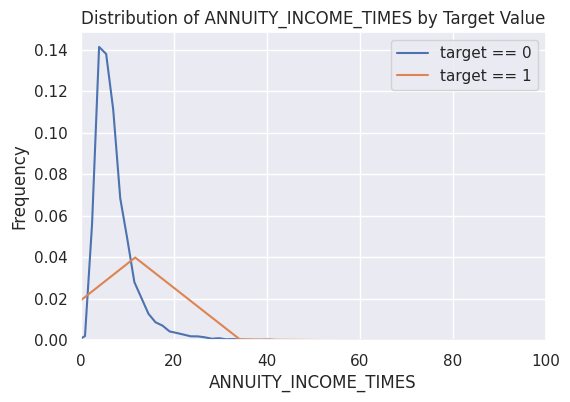 Distribution of ANNUITY_INCOME_TIMES by Target Value
target == 0
target == 1
0.14
0.12
0.10
0.08
0.06
0.04
0.02
0.00
Frequency
0 20 40 60 80 100
ANNUITY_INCOME_TIMES